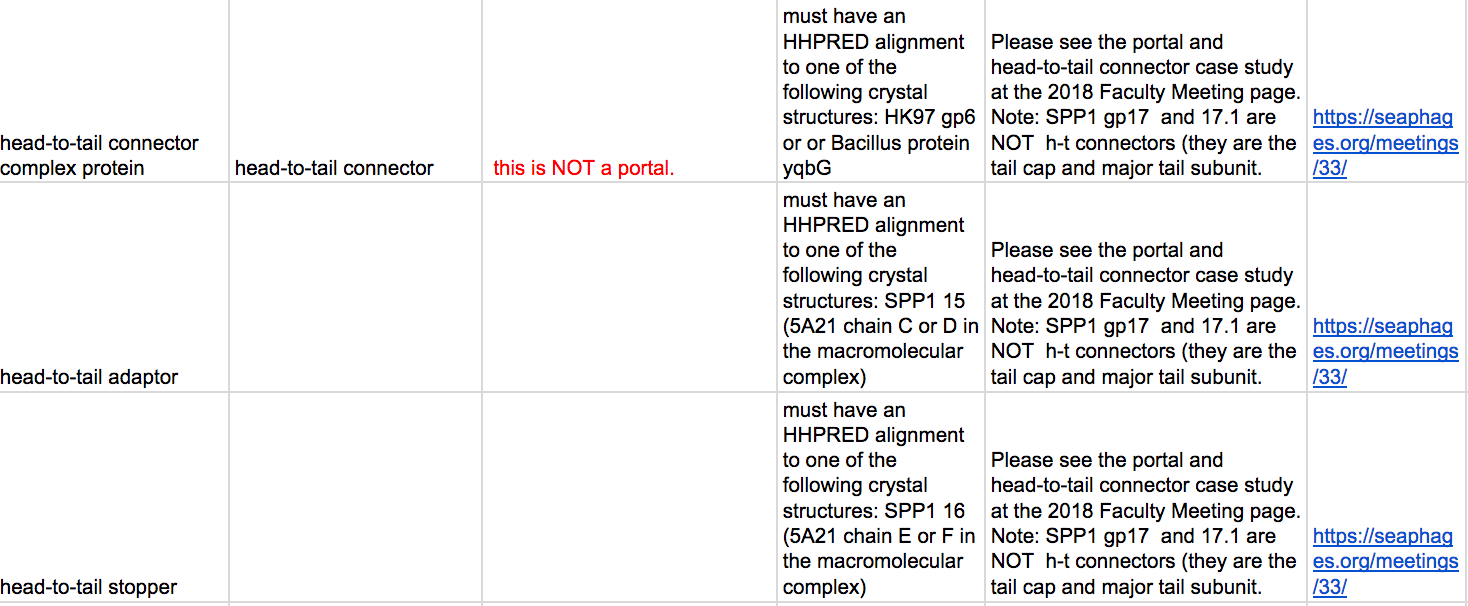 head-to-tail connector
complex protein
head-to-tail connector
this is NOT a portal.
must have an
HHPRED alignment
to one of the
following crystal
structures: HK97 gp6
or or Bacillus protein
yqbG
Please see the portal and
head-to-tail connector case study
at the 2018 Faculty Meeting page.
Note: SPP1 gp17  and 17.1 are
NOT  h-t connectors (they are the
tail cap and major tail subunit.
https://seaphag
es.org/meetings
/33/
head-to-tail adaptor
must have an
HHPRED alignment
to one of the
following crystal
structures: SPP1 15
(5A21 chain C or D in
the macromolecular
complex)
Please see the portal and
head-to-tail connector case study
at the 2018 Faculty Meeting page.
Note: SPP1 gp17  and 17.1 are
NOT  h-t connectors (they are the
tail cap and major tail subunit.
https://seaphag
es.org/meetings
/33/
head-to-tail stopper
must have an
HHPRED alignment
to one of the
following crystal
structures: SPP1 16
(5A21 chain E or F in
the macromolecular
complex)
Please see the portal and
head-to-tail connector case study
at the 2018 Faculty Meeting page.
Note: SPP1 gp17  and 17.1 are
NOT  h-t connectors (they are the
tail cap and major tail subunit.
https://seaphag
es.org/meetings
/33/